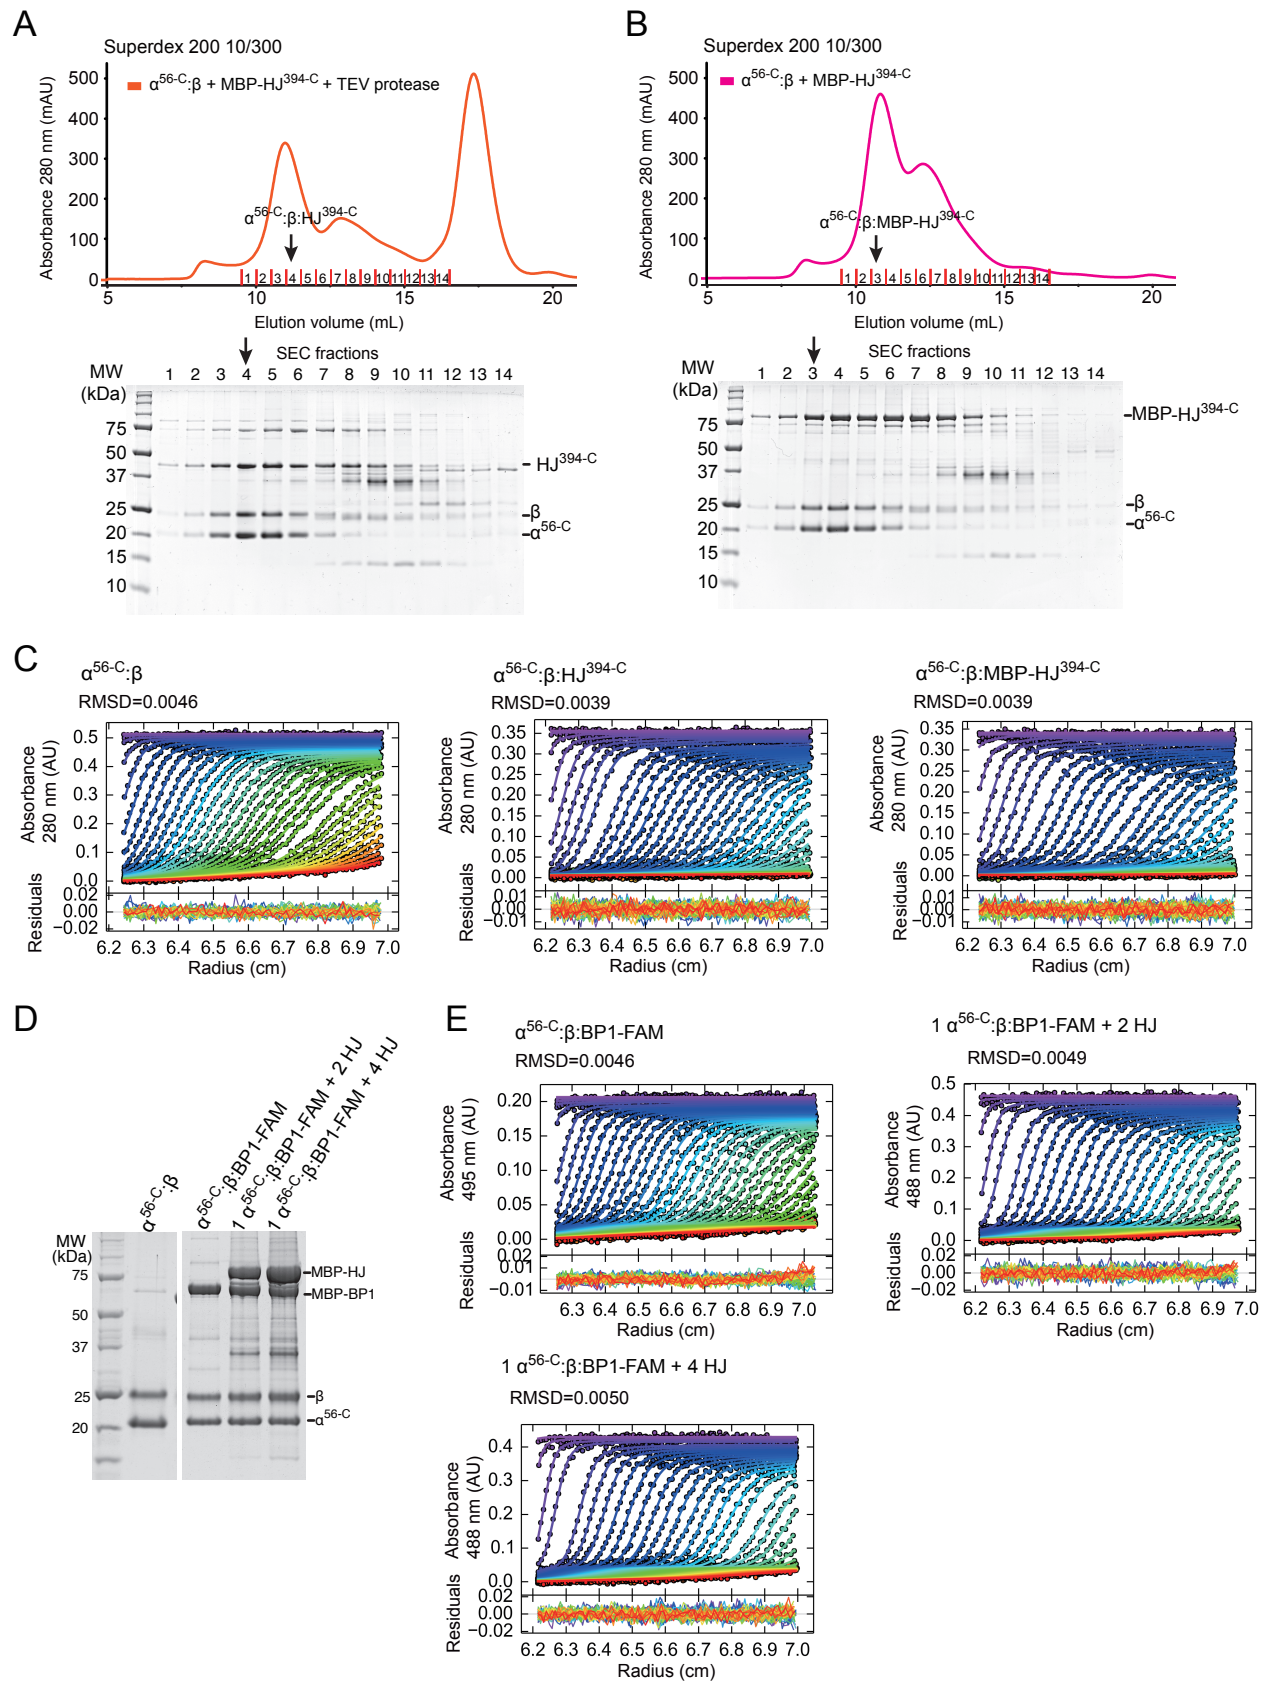 A
Superdex 200 10/300
α56-C:β + MBP-HJ394-C + TEV protease
Absorbance 280 nm (mAU)
500
400
300
200
100
0
α56-C:β:HJ394-C
1 2 3 4 5 6 7 8 9 10 11 12 13 14
5 10 15 20
Elution volume (mL)
SEC fractions
MW (kDa)
1 2 3 4 5 6 7 8 9 10 11 12 13 14
75
50
37
25
20
15
10
HJ394-C
β
α56-C
B
Superdex 200 10/300
α56-C:β + MBP-HJ394-C
Absorbance 280 nm (mAU)
500
400
300
200
100
0
α56-C:β:MBP-HJ394-C
1 2 3 4 5 6 7 8 9 10 11 12 13 14
5 10 15 20
Elution volume (mL)
SEC fractions
MW (kDa)
1 2 3 4 5 6 7 8 9 10 11 12 13 14
75
50
37
25
20
15
10
MBP-HJ394-C
β
α56-C
C
α56-C:β
RMSD=0.0046
Absorbance
280 nm (AU)
0.5
0.4
0.3
0.2
0.1
0.0
Residuals
0.02
0.00
−0.02
6.2 6.3 6.4 6.5 6.6 6.7 6.8 6.9 7.0
Radius (cm)
α56-C:β:HJ394-C
RMSD=0.0039
Absorbance
280 nm (AU)
0.35
0.30
0.25
0.20
0.15
0.10
0.05
0.00
Residuals
0.01
−0.00
−0.01
6.2 6.3 6.4 6.5 6.6 6.7 6.8 6.9 7.0
Radius (cm)
α56-C:β:MBP-HJ394-C
RMSD=0.0039
Absorbance
280 nm (AU)
0.35
0.30
0.25
0.20
0.15
0.10
0.05
0.00
Residuals
0.01
−0.00
−0.01
6.2 6.3 6.4 6.5 6.6 6.7 6.8 6.9 7.0
Radius (cm)
D
α56-C:β
α56-C:β:BP1-FAM
1 α56-C:β:BP1-FAM + 2 HJ
1 α56-C:β:BP1-FAM + 4 HJ
MW
(kDa)
75
50
37
25
20
MBP-HJ
MBP-BP1
β
α56-C
E
α56-C:β:BP1-FAM
RMSD=0.0046
Absorbance
495 nm (AU)
0.20
0.15
0.10
0.05
0.00
Residuals
0.02
0.01
−0.01
6.3 6.4 6.5 6.6 6.7 6.8 6.9 7.0
Radius (cm)
1 α56-C:β:BP1-FAM + 2 HJ
RMSD=0.0049
Absorbance
488 nm (AU)
0.5
0.4
0.3
0.2
0.1
0.0
Residuals
0.02
0.00
−0.02
6.2 6.3 6.4 6.5 6.6 6.7 6.8 6.9 7.0
Radius (cm)
1 α56-C:β:BP1-FAM + 4 HJ
RMSD=0.0050
Absorbance
488 nm (AU)
0.4
0.3
0.2
0.1
0.0
Residuals
0.02
0.00
−0.02
6.2 6.3 6.4 6.5 6.6 6.7 6.8 6.9 7.0
Radius (cm)